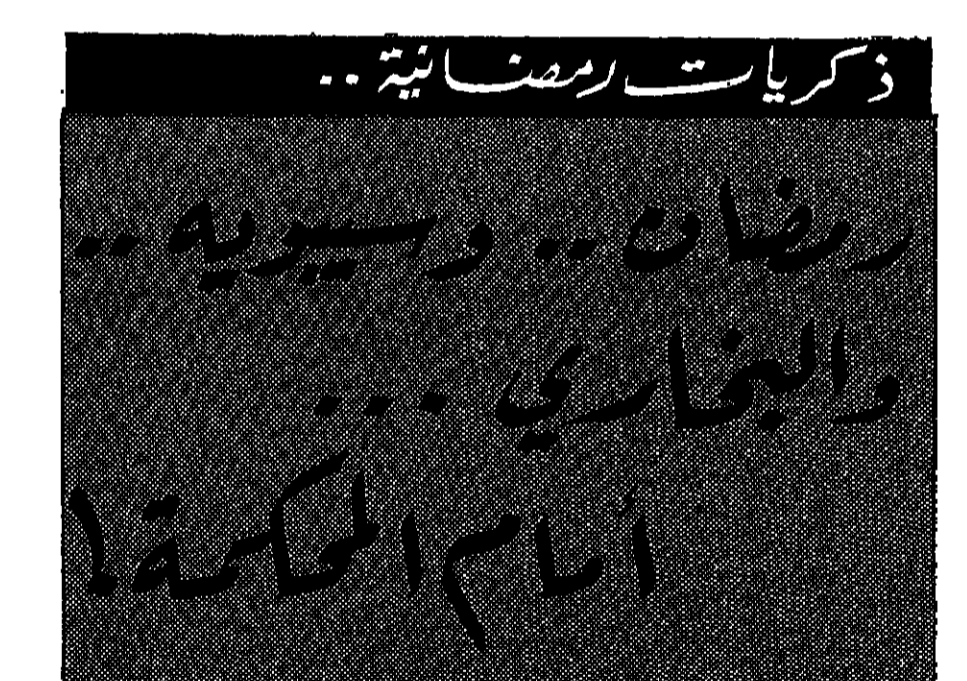 ذكريات رمضانية ..
رمضان .. وسيبويه ..
والبخاري ...
أمام المحكمة !